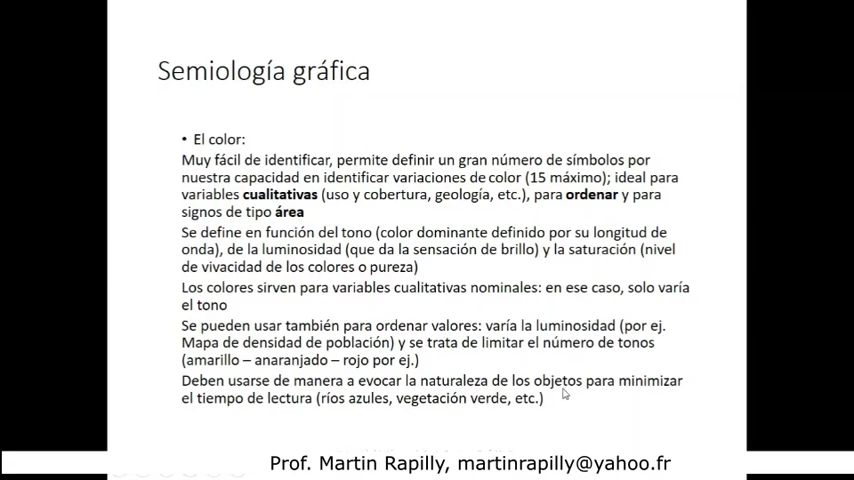 Semiología gráfica
• El color:
Muy fácil de identificar, permite definir un gran número de símbolos por
nuestra capacidad en identificar variaciones de color (15 máximo); ideal para
variables cualitativas (uso y cobertura, geología, etc.), para ordenar y para
signos de tipo área
Se define en función del tono (color dominante definido por su longitud de
onda), de la luminosidad (que da la sensación de brillo) y la saturación (nivel
de vivacidad de los colores o pureza)
Los colores sirven para variables cualitativas nominales: en ese caso, solo varía
el tono
Se pueden usar también para ordenar valores: varía la luminosidad (por ej.
Mapa de densidad de población) y se trata de limitar el número de tonos
(amarillo – anaranjado – rojo por ej.)
Deben usarse de manera a evocar la naturaleza de los objetos para minimizar
el tiempo de lectura (ríos azules, vegetación verde, etc.)
Prof. Martin Rapilly, martinrapilly@yahoo.fr